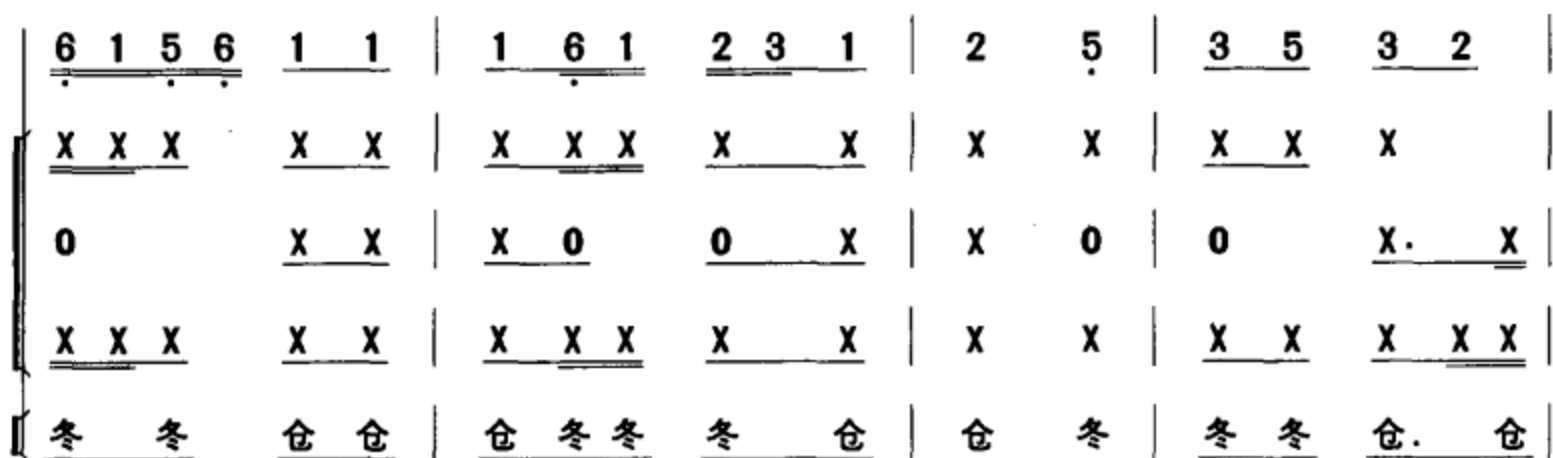 6 1 5 6 1 1 | 1 6 1 2 3 1 | 2 5 | 3 5 3 2 |
X X X X X | X X X X X | X X | X X X |
0 X X | X 0 0 X | X 0 | 0 X. X |
X X X X X | X X X X X | X X | X X X X X |
冬 冬 仓 仓 | 仓 冬 冬 冬 仓 | 仓 冬 | 冬 冬 仓. 仓 |